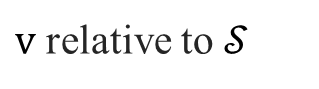 v relative to 𝒮